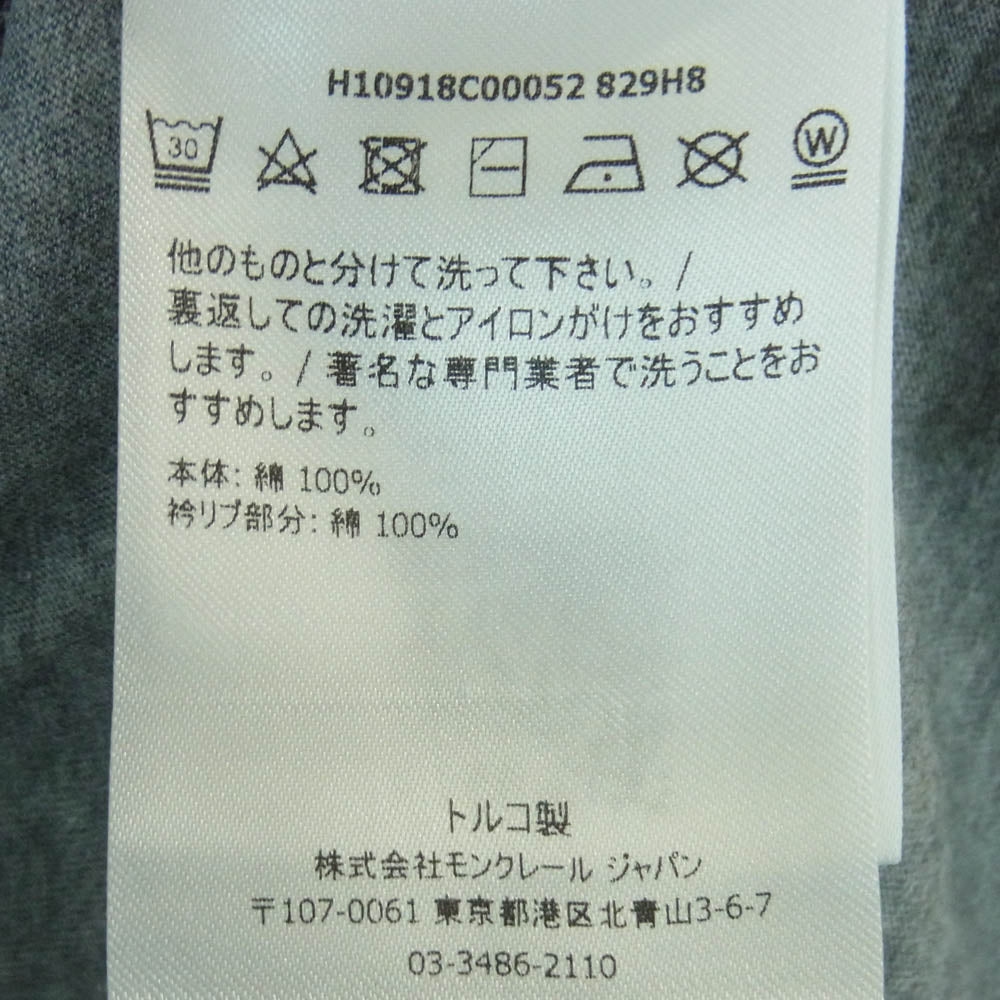 H10918C00052 829H8
30 W
他のものと分けて洗って下さい。/
裏返しての洗濯とアイロンがけをおすすめ
します。/ 著名な専門業者で洗うことをお
すすめします。
本体: 綿 100%
衿リブ部分: 綿 100%
トルコ製
株式会社モンクレール ジャパン
〒107-0061 東京都港区北青山3-6-7
03-3486-2110